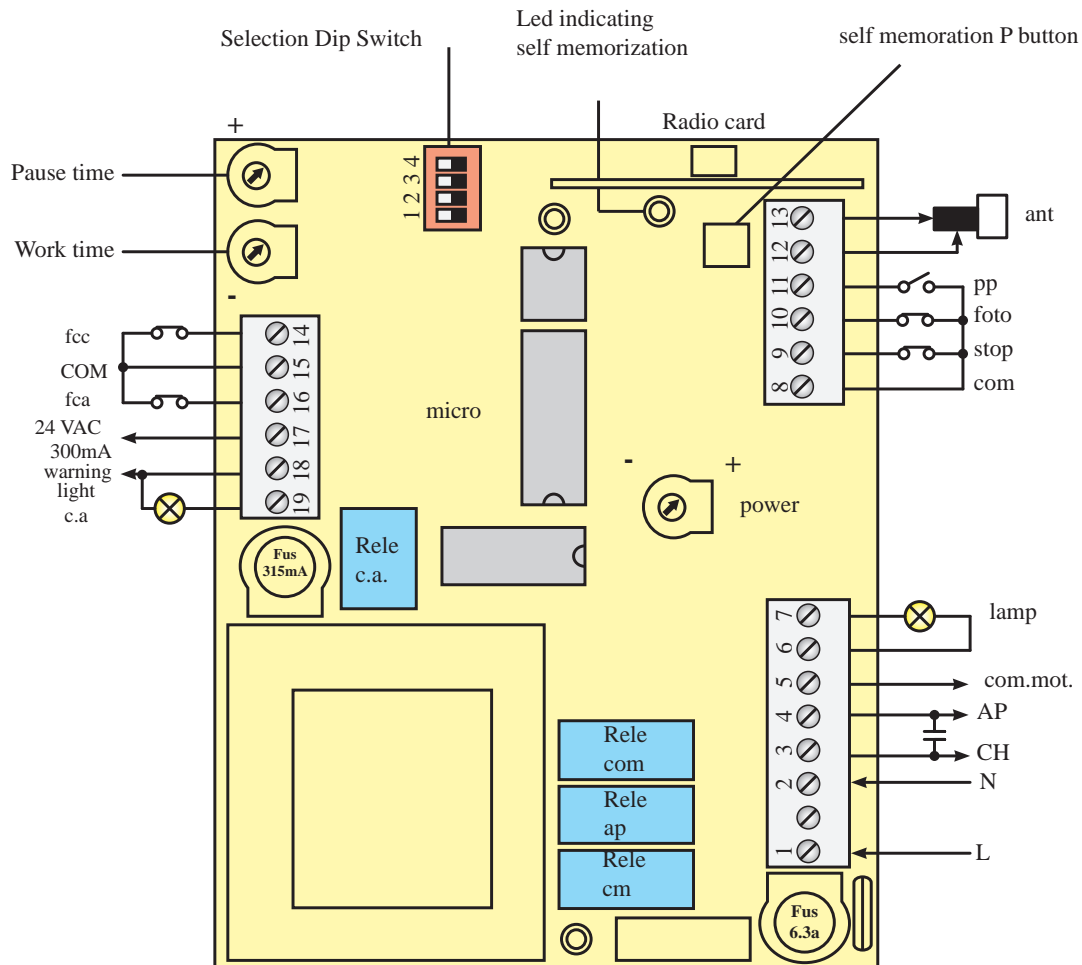 Led indicating
self memorization
Selection Dip Switch
self memoration P button
+
Radio card
Pause time
1 2 3 4
13
ant
Work time
12
11
pp
-
10
foto
fcc
14
9
stop
COM
15
8
com
fca
16
micro
24 VAC
17
300mA
-
+
warning
18
light
power
c.a
19
Fus
315mA
Rele
c.a.
7
lamp
6
5
com.mot.
4
AP
Rele
com
3
CH
2
N
Rele
ap
1
L
Rele
cm
Fus
6.3a